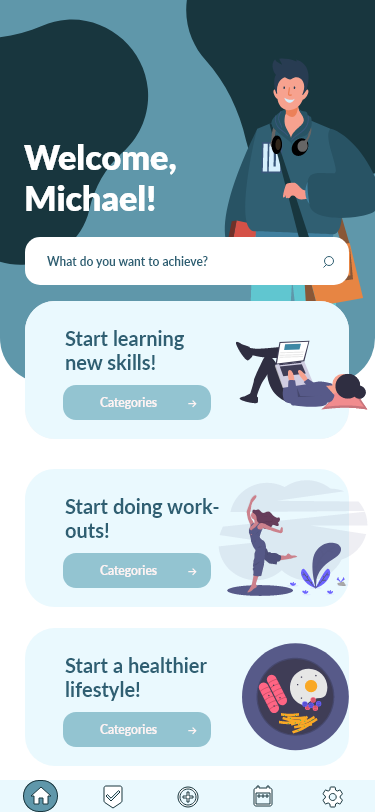 Welcome,
Michael!
What do you want to achieve?
Start learning
new skills!
Categories
Start doing work-
outs!
Categories
Start a healthier
lifestyle!
Categories